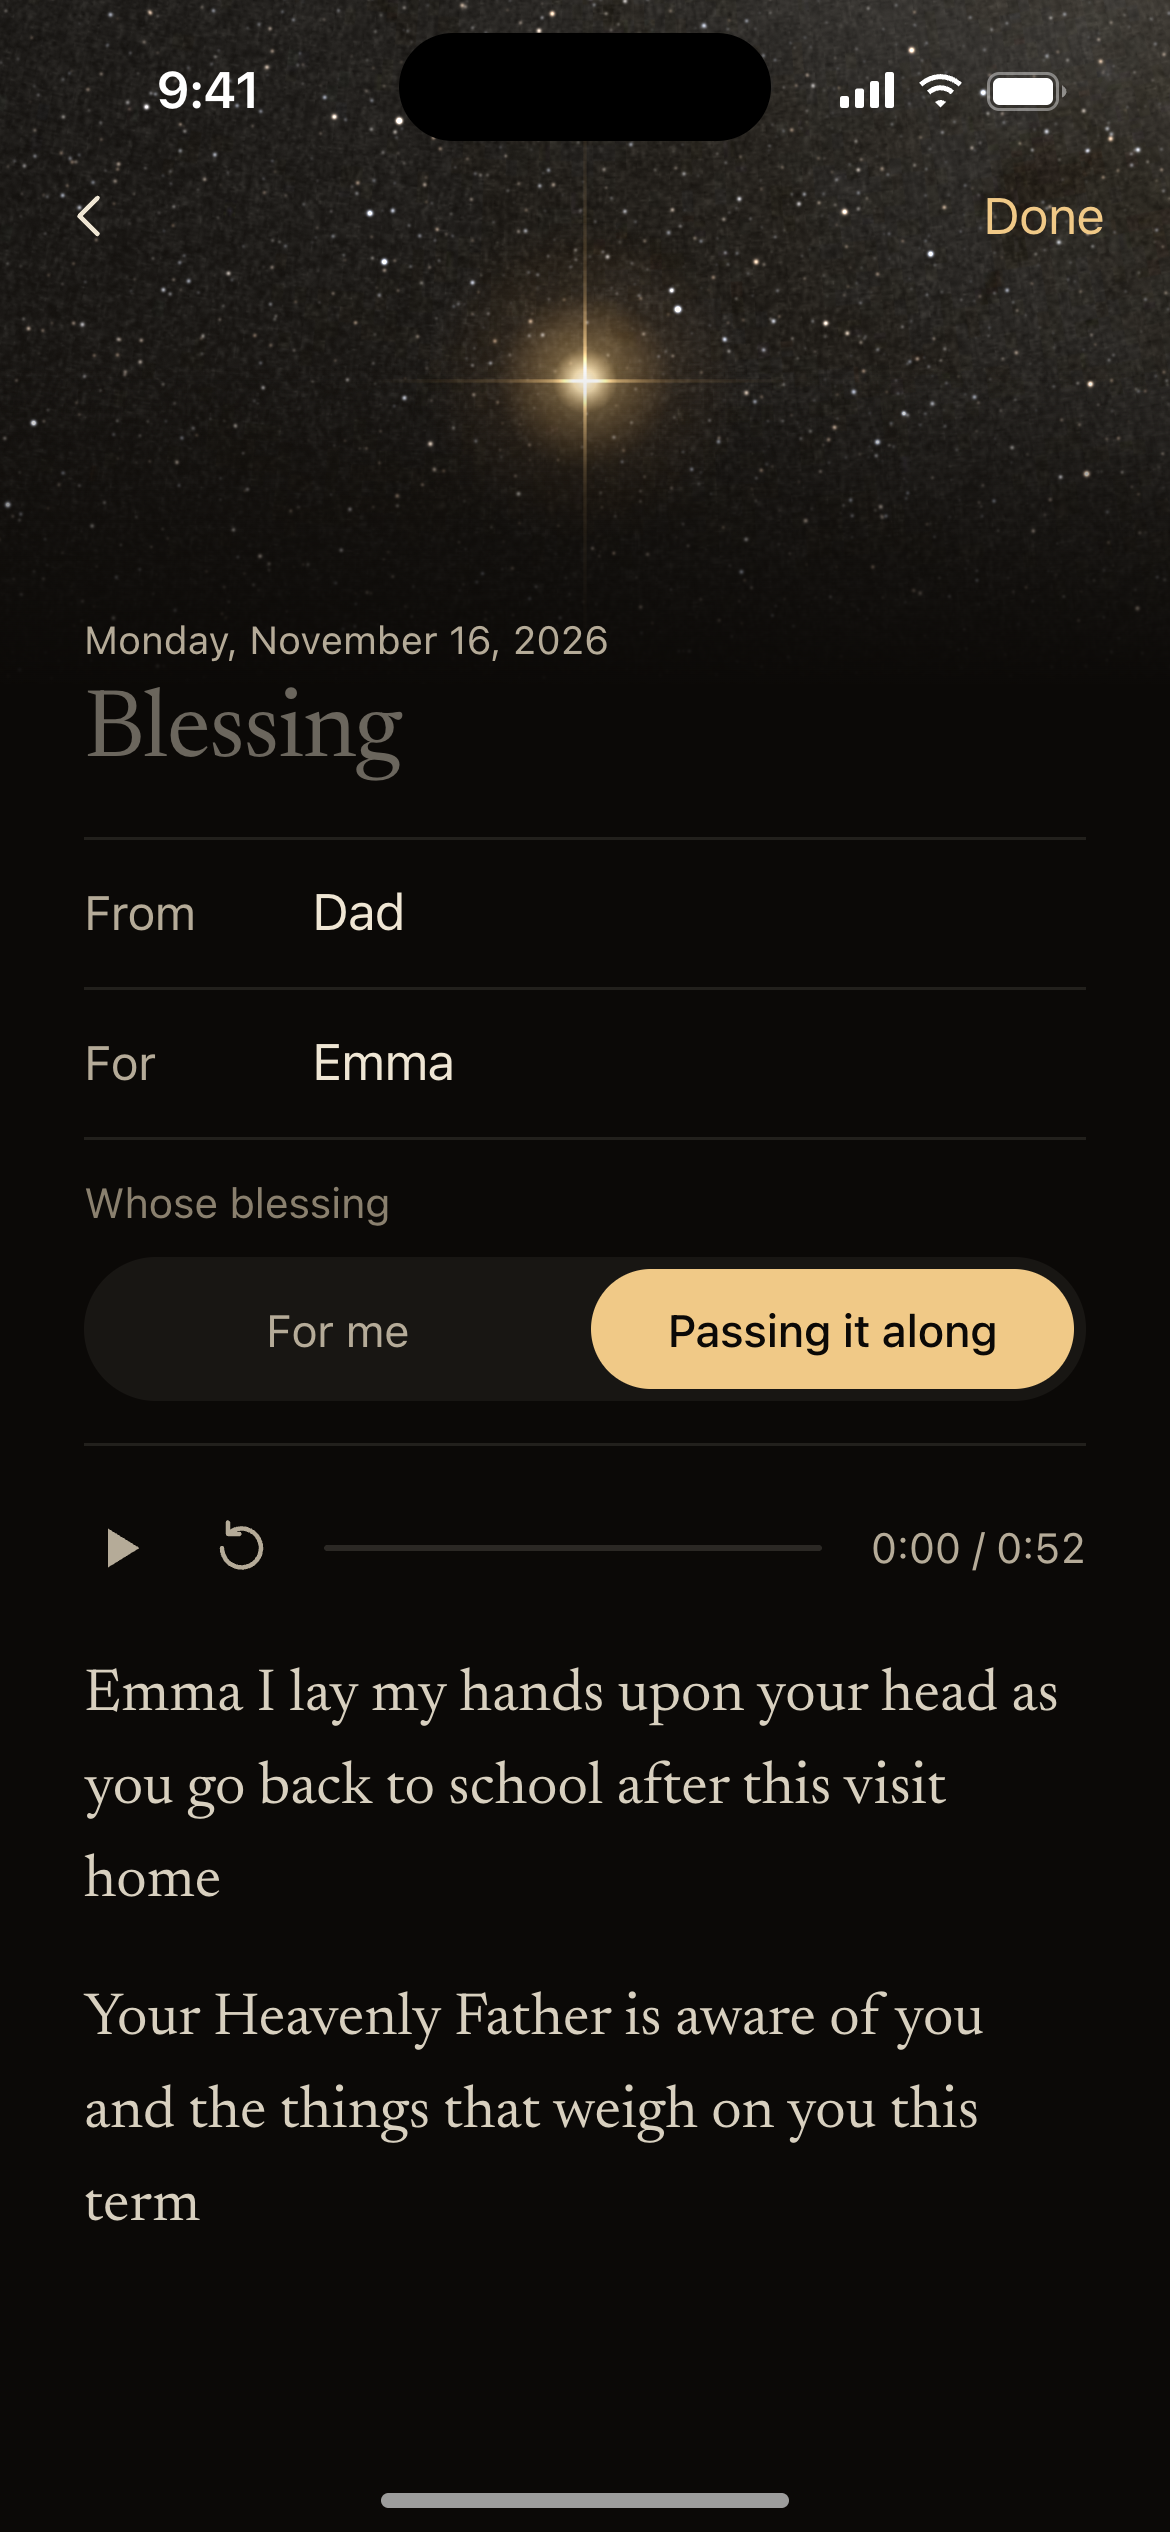 9:41
Done
Monday, November 16, 2026
Blessing
From Dad
For Emma
Whose blessing
For me Passing it along
0:00 / 0:52
Emma I lay my hands upon your head as
you go back to school after this visit
home
Your Heavenly Father is aware of you
and the things that weigh on you this
term